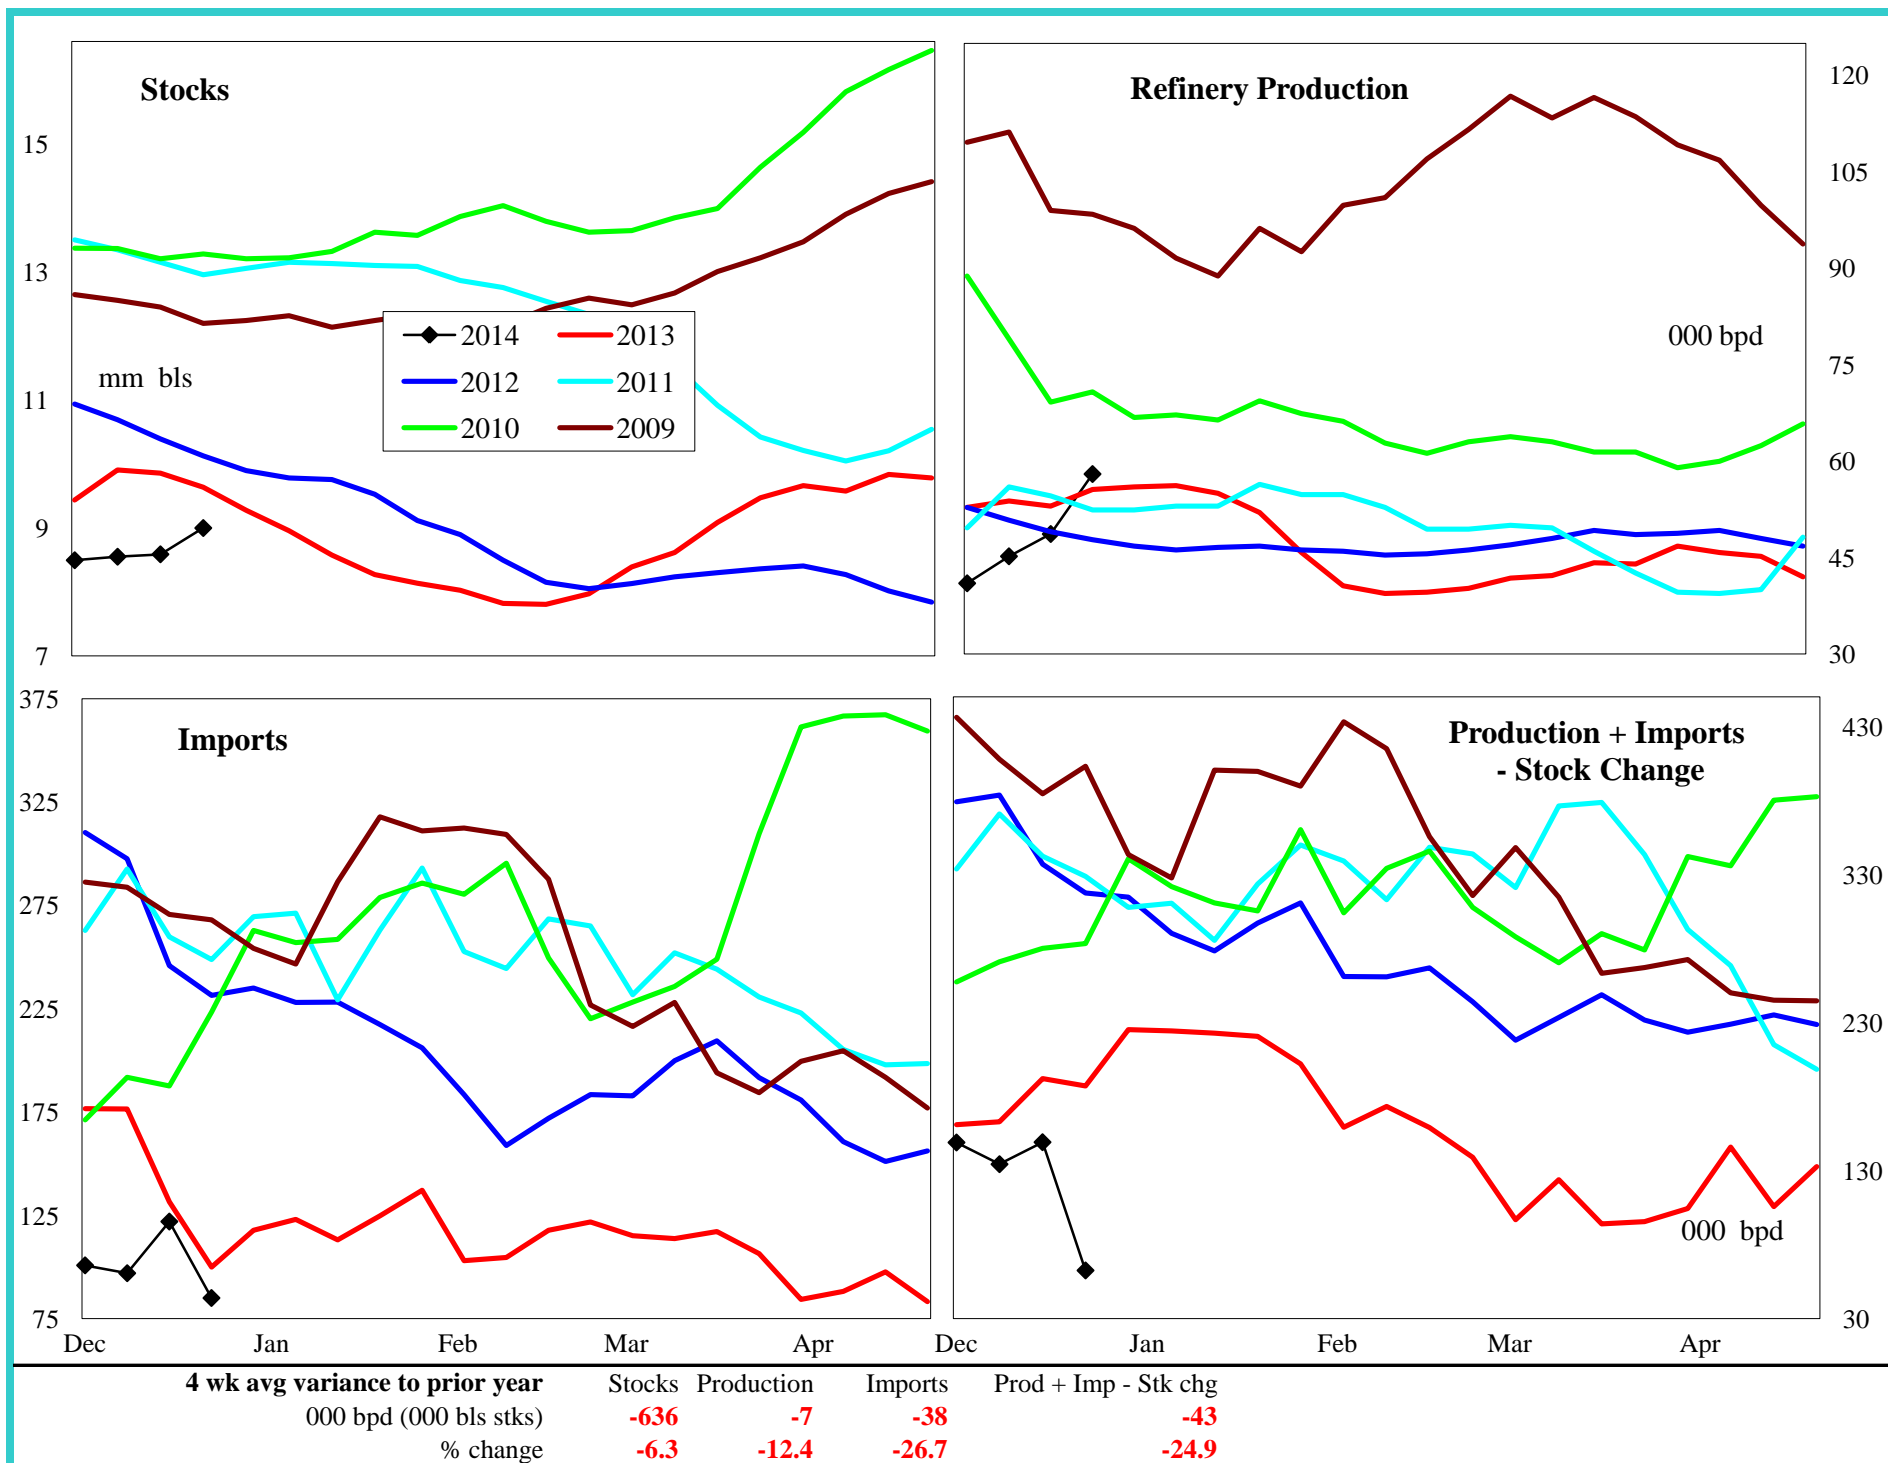 Stocks
15
13
11
9
7
mm bls
2014
2013
2012
2011
2010
2009
Refinery Production
120
105
90
75
60
45
30
000 bpd
Imports
375
325
275
225
175
125
75
Dec Jan Feb Mar Apr
Production + Imports
- Stock Change
430
330
230
130
30
000 bpd
Dec Jan Feb Mar Apr
4 wk avg variance to prior year Stocks Production Imports Prod + Imp - Stk chg
000 bpd (000 bls stks) -636 -7 -38 -43
% change -6.3 -12.4 -26.7 -24.9